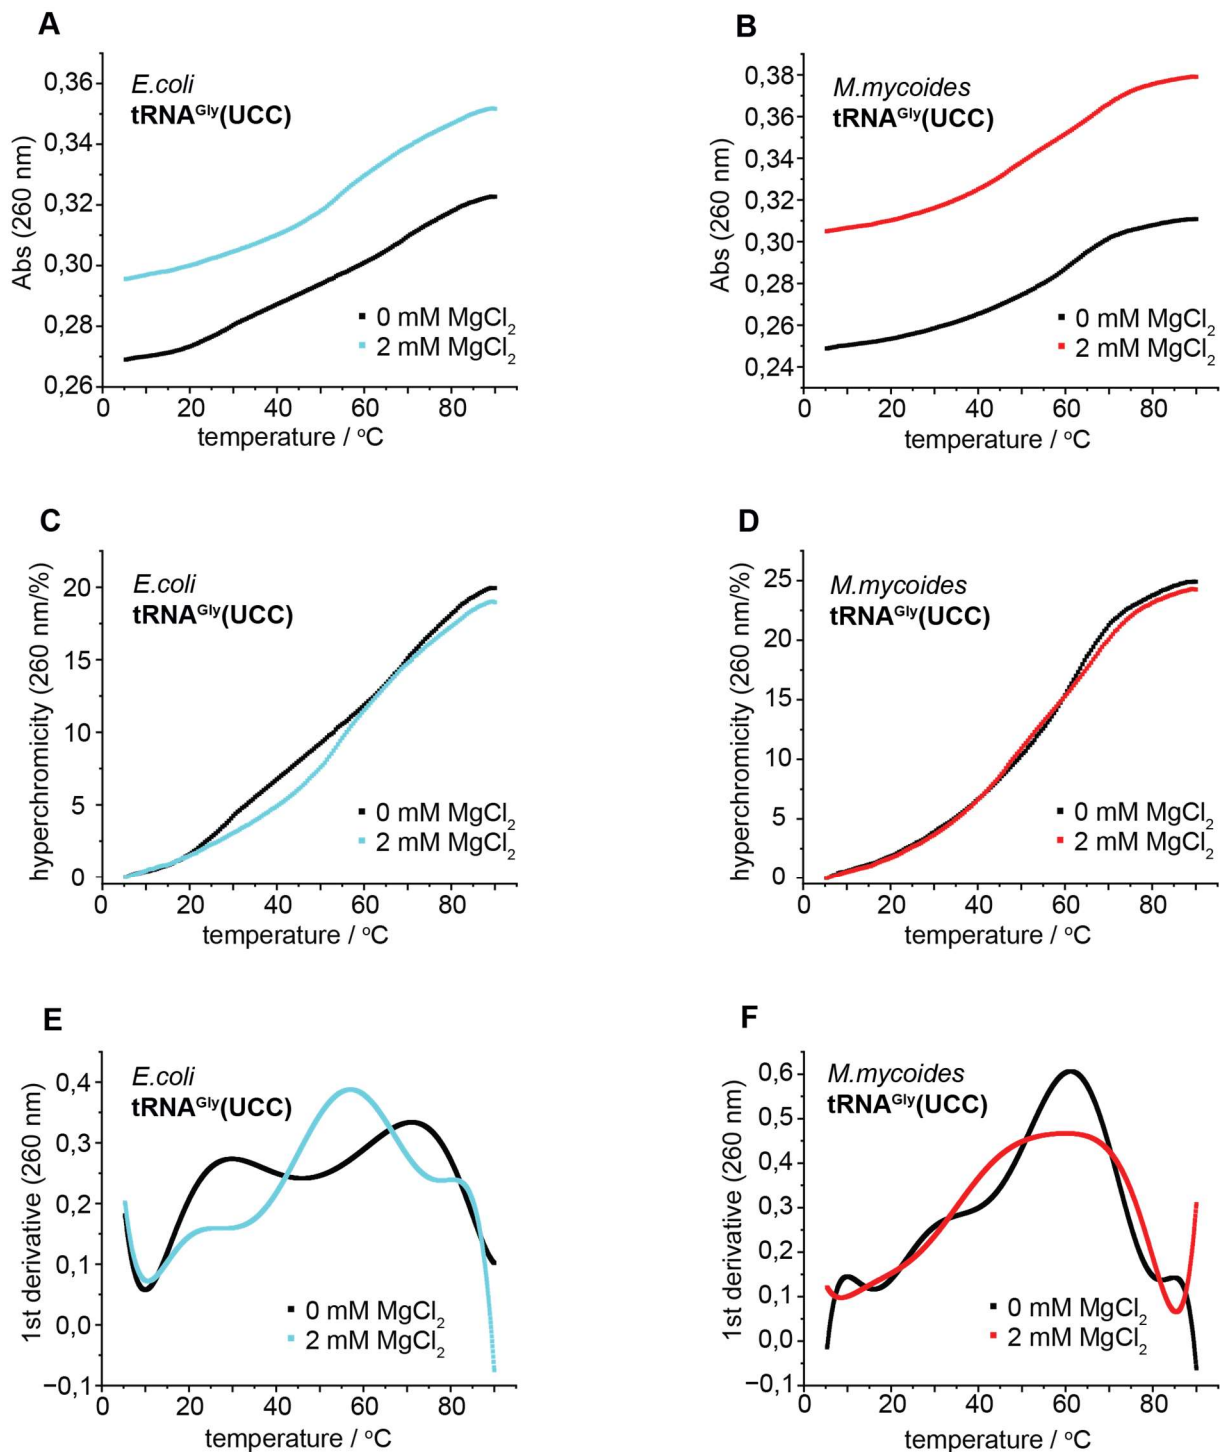 A
E.coli
tRNAGly(UCC)
Abs (260 nm)
0,36
0,34
0,32
0,30
0,28
0,26
0 mM MgCl2
2 mM MgCl2
0 20 40 60 80
temperature / °C
B
M.mycoides
tRNAGly(UCC)
Abs (260 nm)
0,38
0,36
0,34
0,30
0,28
0,26
0,24
0 mM MgCl2
2 mM MgCl2
0 20 40 60 80
temperature / °C
C
E.coli
tRNAGly(UCC)
hyperchromicity (260 nm/%)
20
15
10
5
0
0 mM MgCl2
2 mM MgCl2
0 20 40 60 80
temperature / °C
D
M.mycoides
tRNAGly(UCC)
hyperchromicity (260 nm/%)
25
20
15
10
5
0
0 mM MgCl2
2 mM MgCl2
0 20 40 60 80
temperature / °C
E
E.coli
tRNAGly(UCC)
1st derivative (260 nm)
0,4
0,3
0,2
0,1
0,0
−0,1
0 mM MgCl2
2 mM MgCl2
0 20 40 60 80
temperature / °C
F
M.mycoides
tRNAGly(UCC)
1st derivative (260 nm)
0,6
0,5
0,4
0,3
0,2
0,1
0,0
−0,1
0 mM MgCl2
2 mM MgCl2
0 20 40 60 80
temperature / °C